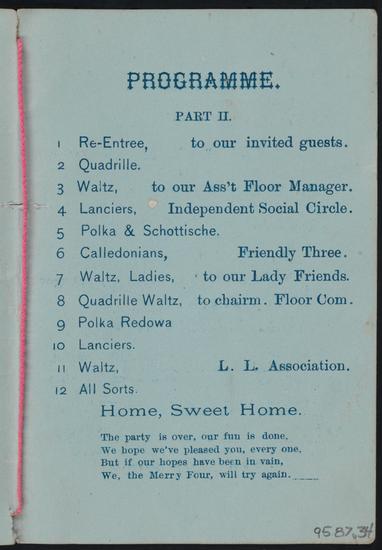 PROGRAMME.
PART II.
1 Re-Entree, to our invited guests.
2 Quadrille.
3 Waltz, to our Ass't Floor Manager.
4 Lanciers, Independent Social Circle.
5 Polka & Schottische.
6 Calledonians, Friendly Three.
7 Waltz, Ladies, to our Lady Friends.
8 Quadrille Waltz, to chairm. Floor Com.
9 Polka Redowa
10 Lanciers.
11 Waltz, L. L. Association.
12 All Sorts.
Home, Sweet Home.
The party is over, our fun is done,
We hope we've pleased you, every one,
But if our hopes have been in vain,
We, the Merry Four, will try again.
9587.34